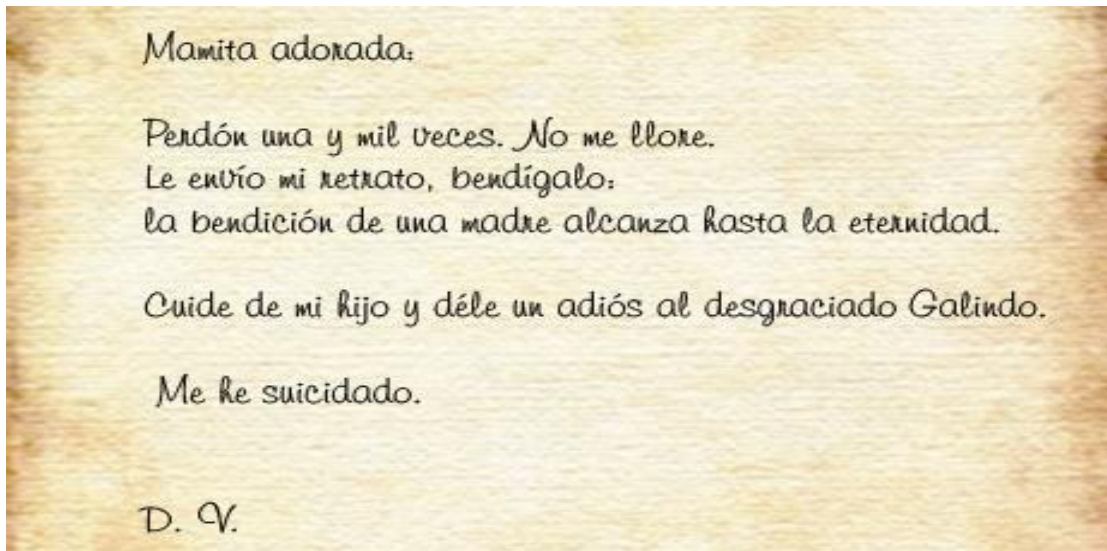 Mamita adorada:
Perdón una y mil veces. No me llore.
Le envío mi retrato, bendígalo:
la bendición de una madre alcanza hasta la eternidad.
Cuide de mi hijo y déle un adiós al desgraciado Galindo.
Me he suicidado.
D. V.